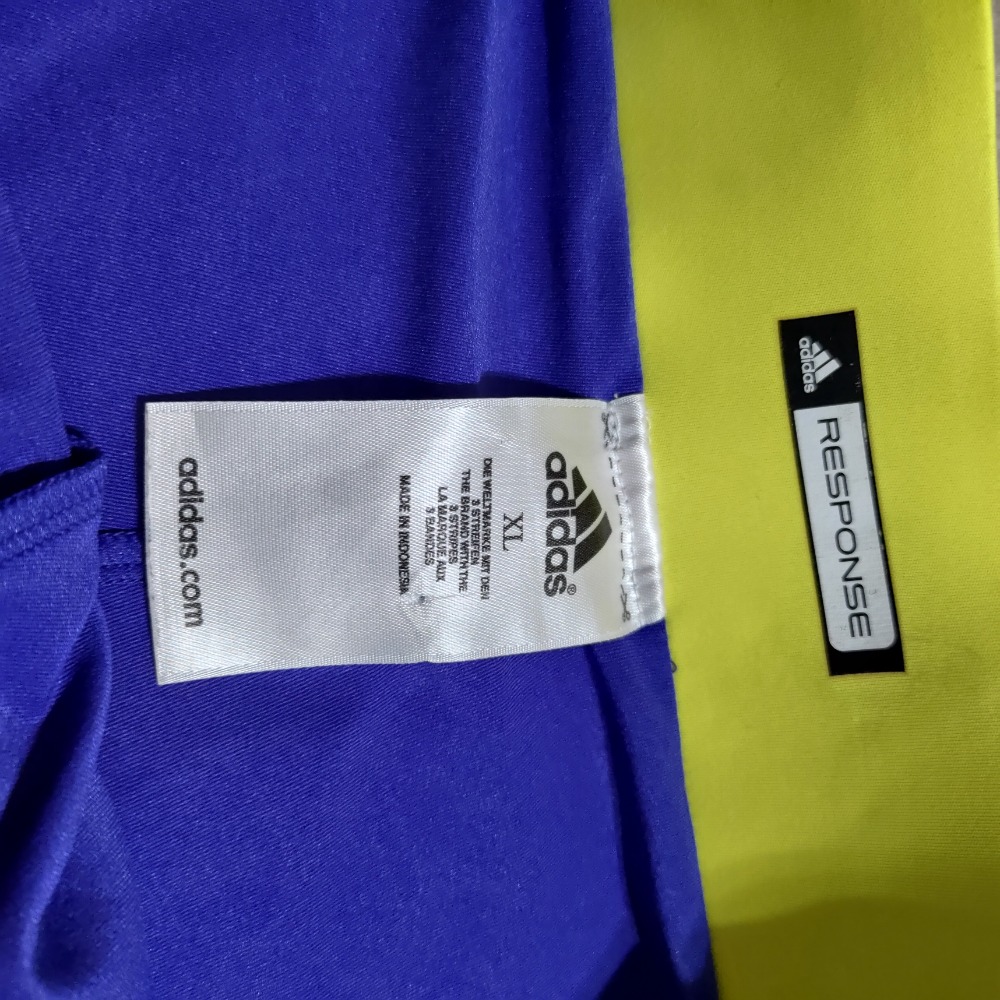 adidas®
XL
DIE WELTMARKE MIT DEN
3 STREIFEN
THE BRAND WITH THE
3 STRIPES
LA MARQUE AUX
3 BANDES
MADE IN INDONESIA
adidas.com
adidas
RESPONSE